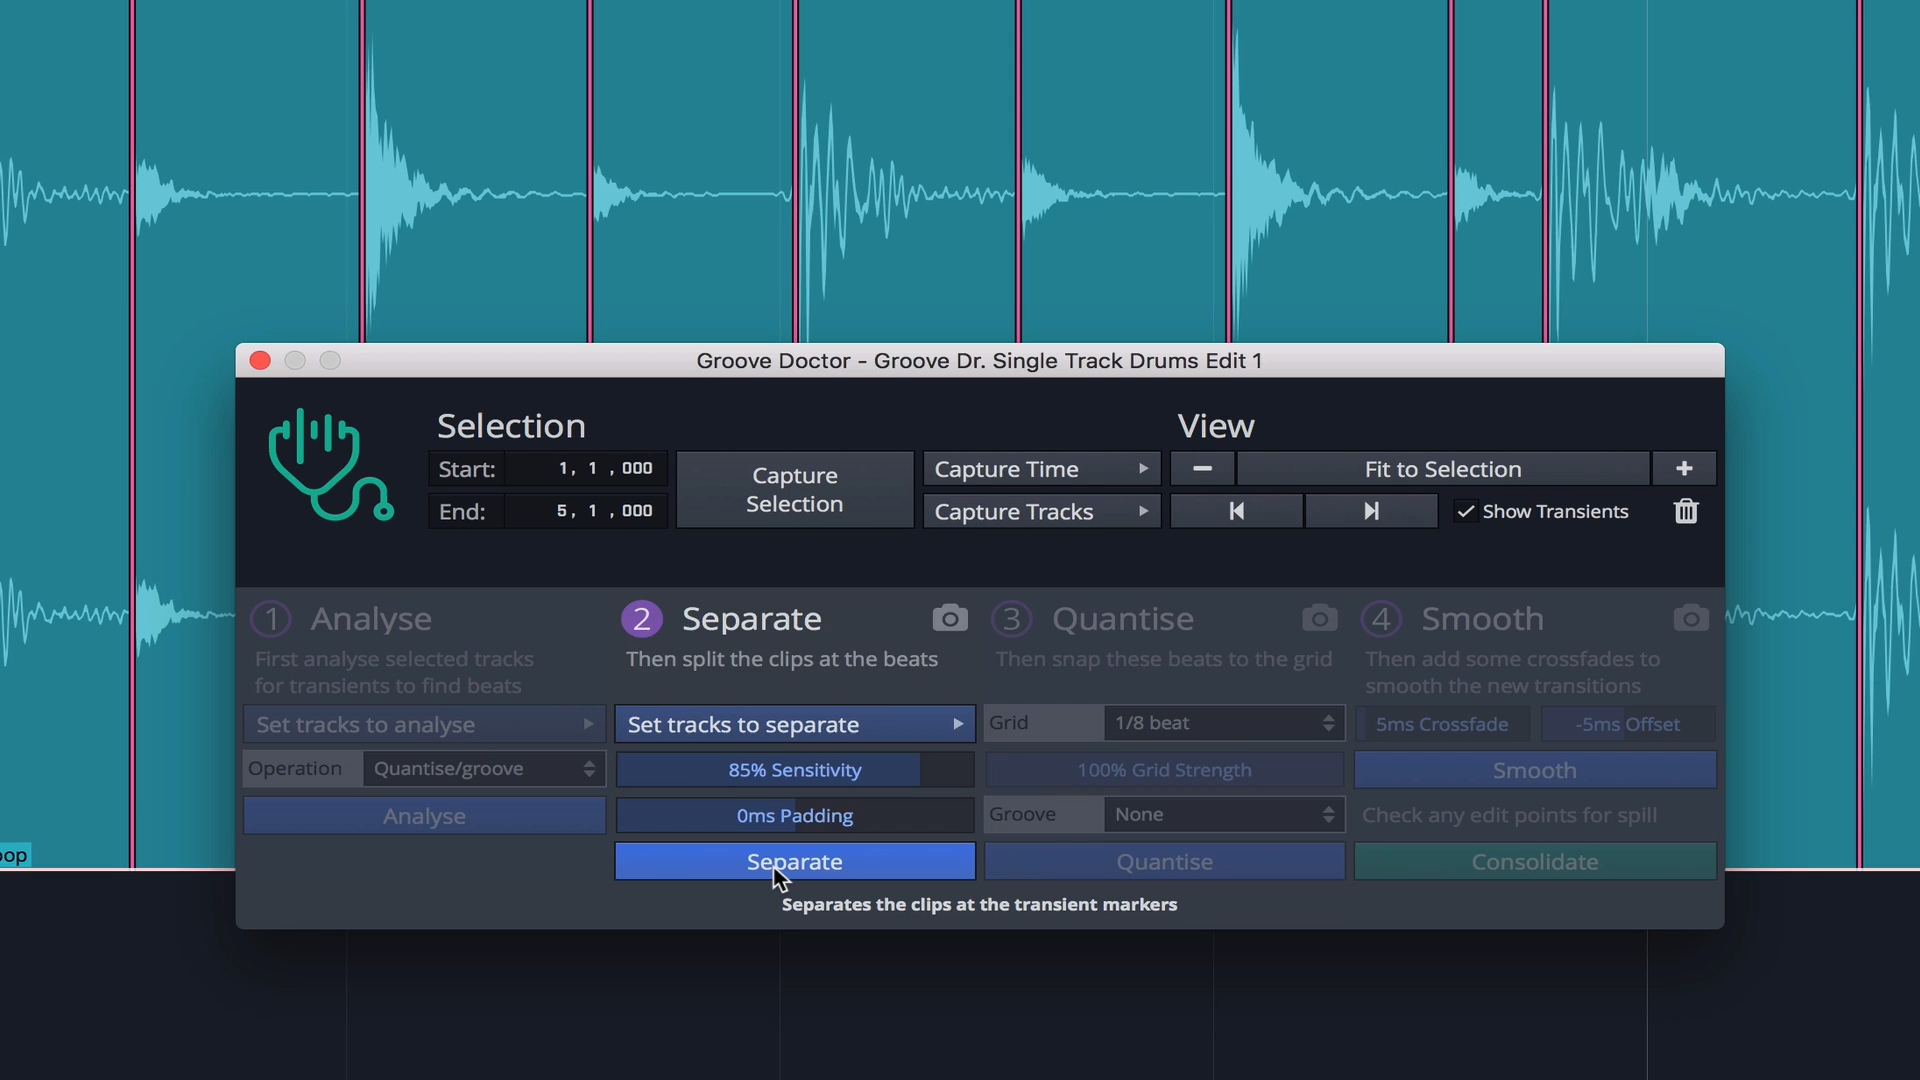 Groove Doctor - Groove Dr. Single Track Drums Edit 1
Selection
View
Start: 1, 1, 000
End: 5, 1, 000
Capture Selection
Capture Time
Capture Tracks
Fit to Selection
Show Transients
1 Analyse
First analyse selected tracks
for transients to find beats
Set tracks to analyse
Operation Quantise/groove
Analyse
2 Separate
Then split the clips at the beats
Set tracks to separate
85% Sensitivity
0ms Padding
Separate
3 Quantise
Then snap these beats to the grid
Grid 1/8 beat
100% Grid Strength
Groove None
Quantise
4 Smooth
Then add some crossfades to
smooth the new transitions
5ms Crossfade -5ms Offset
Smooth
Check any edit points for spill
Consolidate
Separates the clips at the transient markers